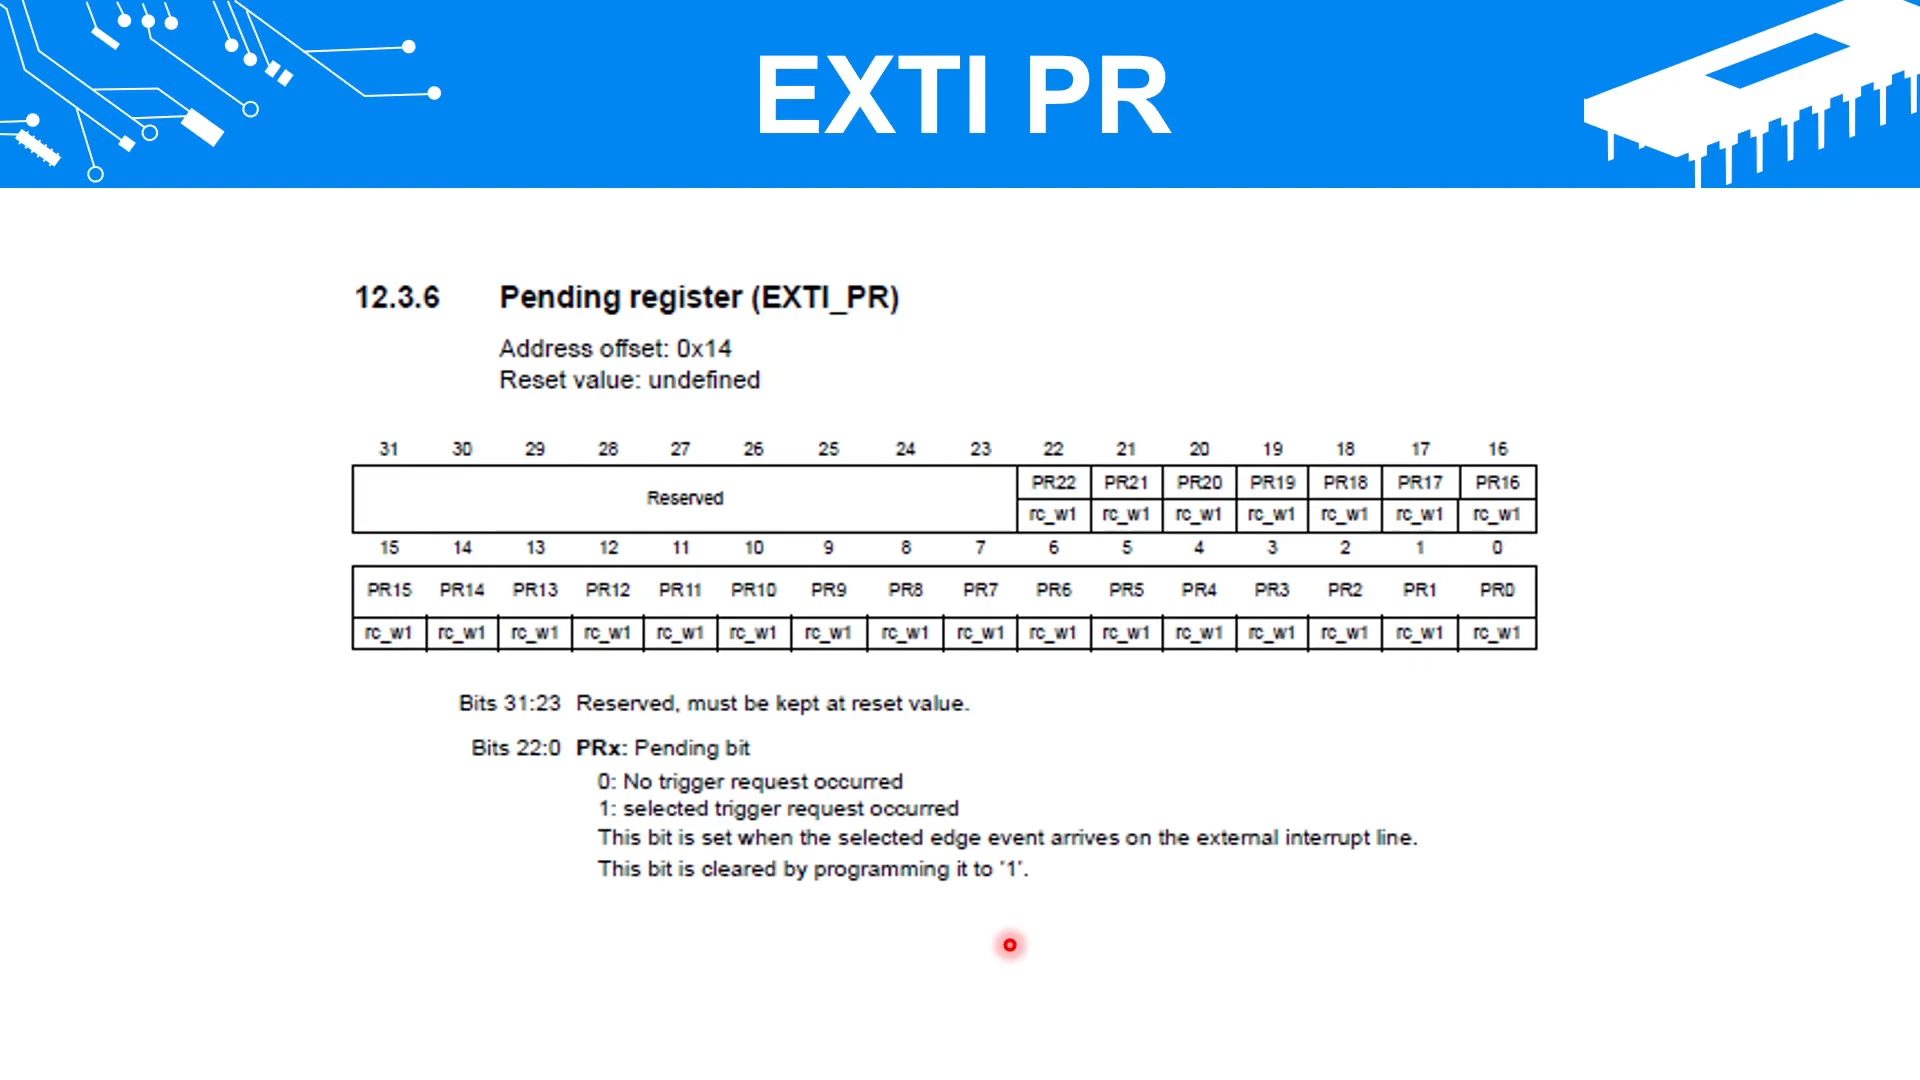 EXTI PR
12.3.6 Pending register (EXTI_PR)
Address offset: 0x14
Reset value: undefined
31 30 29 28 27 26 25 24 23 22 21 20 19 18 17 16
Reserved PR22 PR21 PR20 PR19 PR18 PR17 PR16
rc_w1 rc_w1 rc_w1 rc_w1 rc_w1 rc_w1 rc_w1
15 14 13 12 11 10 9 8 7 6 5 4 3 2 1 0
PR15 PR14 PR13 PR12 PR11 PR10 PR9 PR8 PR7 PR6 PR5 PR4 PR3 PR2 PR1 PR0
rc_w1 rc_w1 rc_w1 rc_w1 rc_w1 rc_w1 rc_w1 rc_w1 rc_w1 rc_w1 rc_w1 rc_w1 rc_w1 rc_w1 rc_w1 rc_w1
Bits 31:23 Reserved, must be kept at reset value.
Bits 22:0 PRx: Pending bit
0: No trigger request occurred
1: selected trigger request occurred
This bit is set when the selected edge event arrives on the external interrupt line.
This bit is cleared by programming it to '1'.